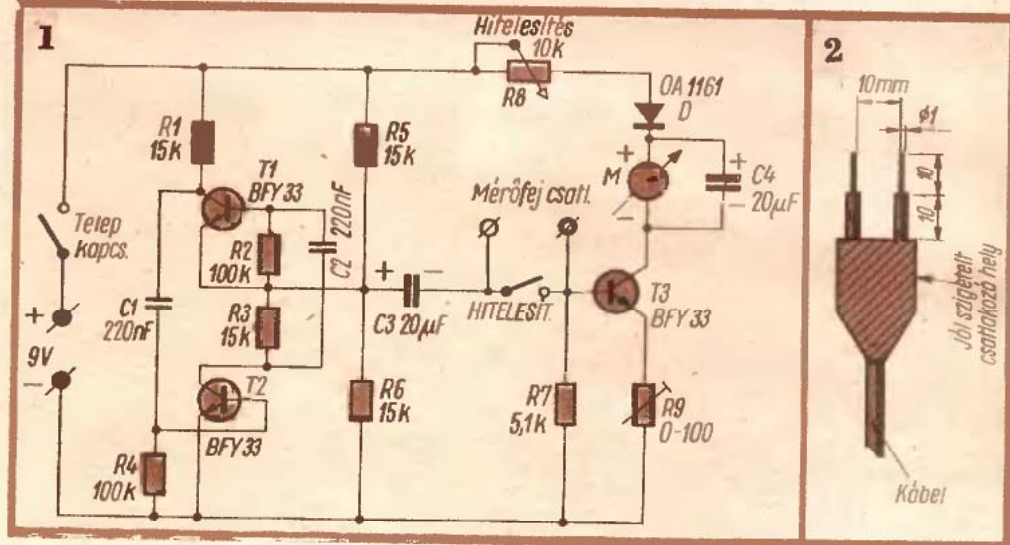 1
Hitelesítés
10k
R8
OA 1161
D
R1
15k
R5
15k
T1
BFY 33
M
+
-
+
C4
- 20µF
Mérőfej csatl.
Telep
kapcs.
R2
100k
220nF
C2
+
-
C3 20µF
HITELESÍT.
T3
BFY 33
C1
220nF
R3
15k
+
9V
-
T2
BFY 33
R6
15k
R7
5,1k
R9
0-100
R4
100k
2
10mm
ø1
10
10
Jól szigetelt
csatlakozó hely
Kábel